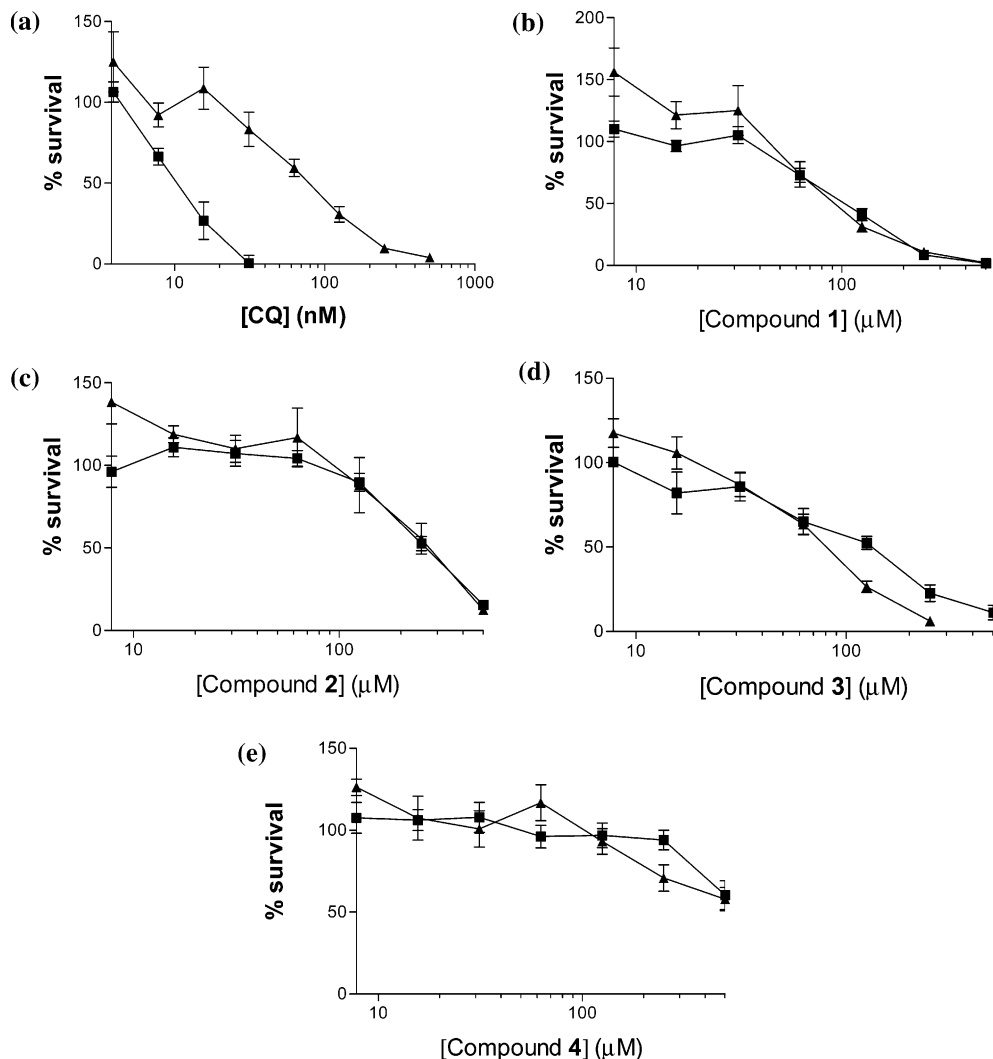 (a)
150
100
50
0
% survival
10
100
1000
[CQ] (nM)
(b)
200
150
100
50
0
% survival
10
100
[Compound 1] (μM)
(c)
150
100
50
0
% survival
10
100
[Compound 2] (μM)
(d)
150
100
50
0
% survival
10
100
[Compound 3] (μM)
(e)
150
100
50
0
% survival
10
100
[Compound 4] (μM)